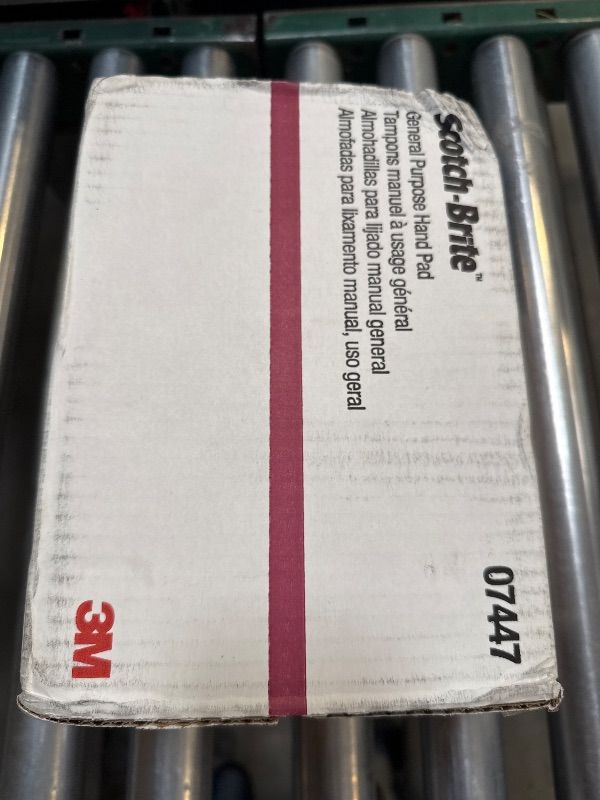 Scotch-Brite™
General Purpose Hand Pad
Tampons manuel à usage général
Almohadillas para lijado manual general
Almofadas para lixamento manual, uso geral
07447
3M